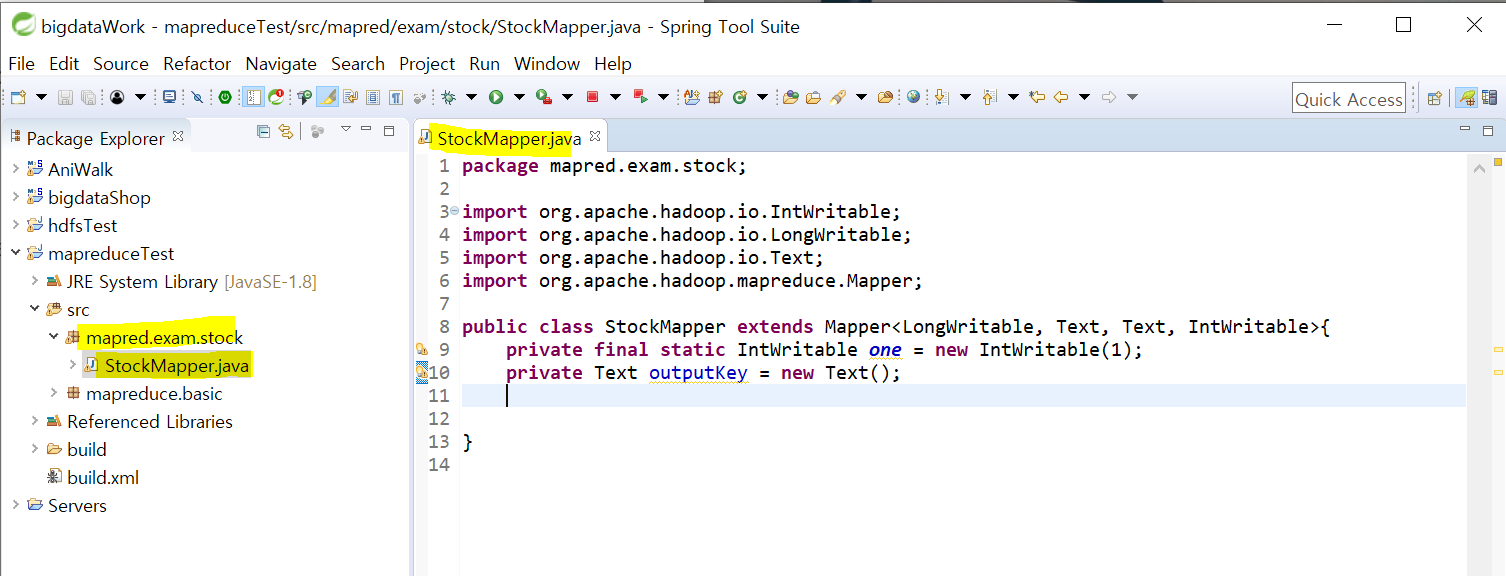 bigdataWork - mapreduceTest/src/mapred/exam/stock/StockMapper.java - Spring Tool Suite
File Edit Source Refactor Navigate Search Project Run Window Help
Quick Access
Package Explorer
AniWalk
bigdataShop
hdfsTest
mapreduceTest
JRE System Library [JavaSE-1.8]
src
mapred.exam.stock
StockMapper.java
mapreduce.basic
Referenced Libraries
build
build.xml
Servers
StockMapper.java
1 package mapred.exam.stock;
2
3 import org.apache.hadoop.io.IntWritable;
4 import org.apache.hadoop.io.LongWritable;
5 import org.apache.hadoop.io.Text;
6 import org.apache.hadoop.mapreduce.Mapper;
7
8 public class StockMapper extends Mapper<LongWritable, Text, Text, IntWritable>{
9 private final static IntWritable one = new IntWritable(1);
10 private Text outputKey = new Text();
11
12
13 }
14